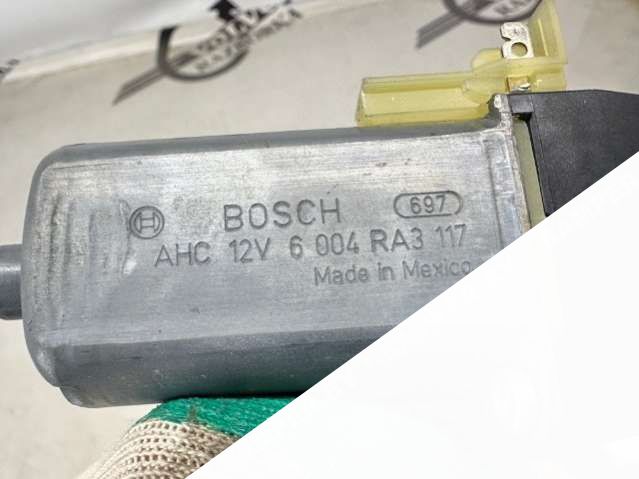 BOSCH 697
AHC 12V 6 004 RA3 117
Made in Mexico